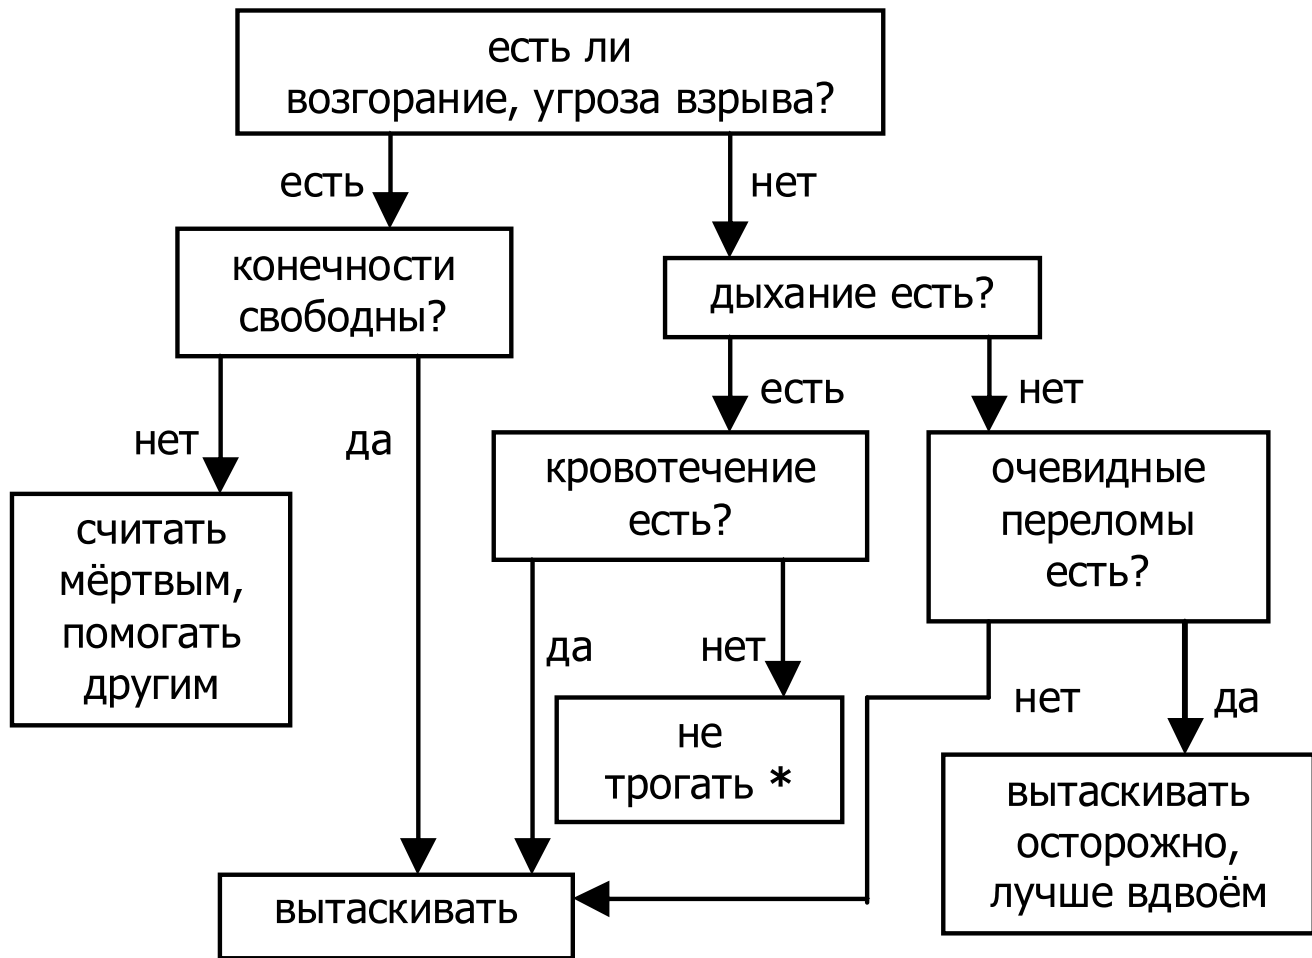 есть ли
возгорание, угроза взрыва?
есть
нет
конечности
свободны?
дыхание есть?
нет
да
есть
нет
считать
мёртвым,
помогать
другим
кровотечение
есть?
очевидные
переломы
есть?
да
нет
нет
да
не
трогать *
вытаскивать
осторожно,
лучше вдвоём
вытаскивать